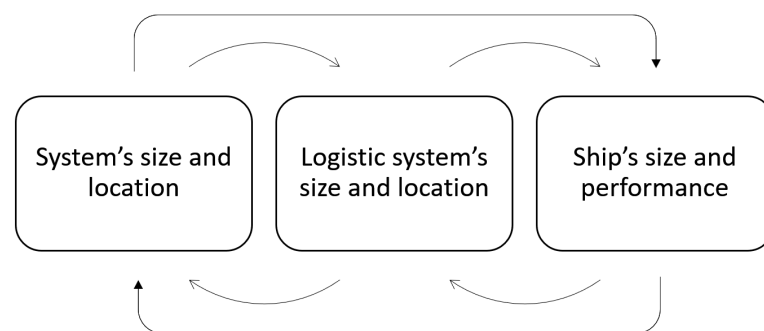 System’s size and
location
Logistic system’s
size and location
Ship’s size and
performance